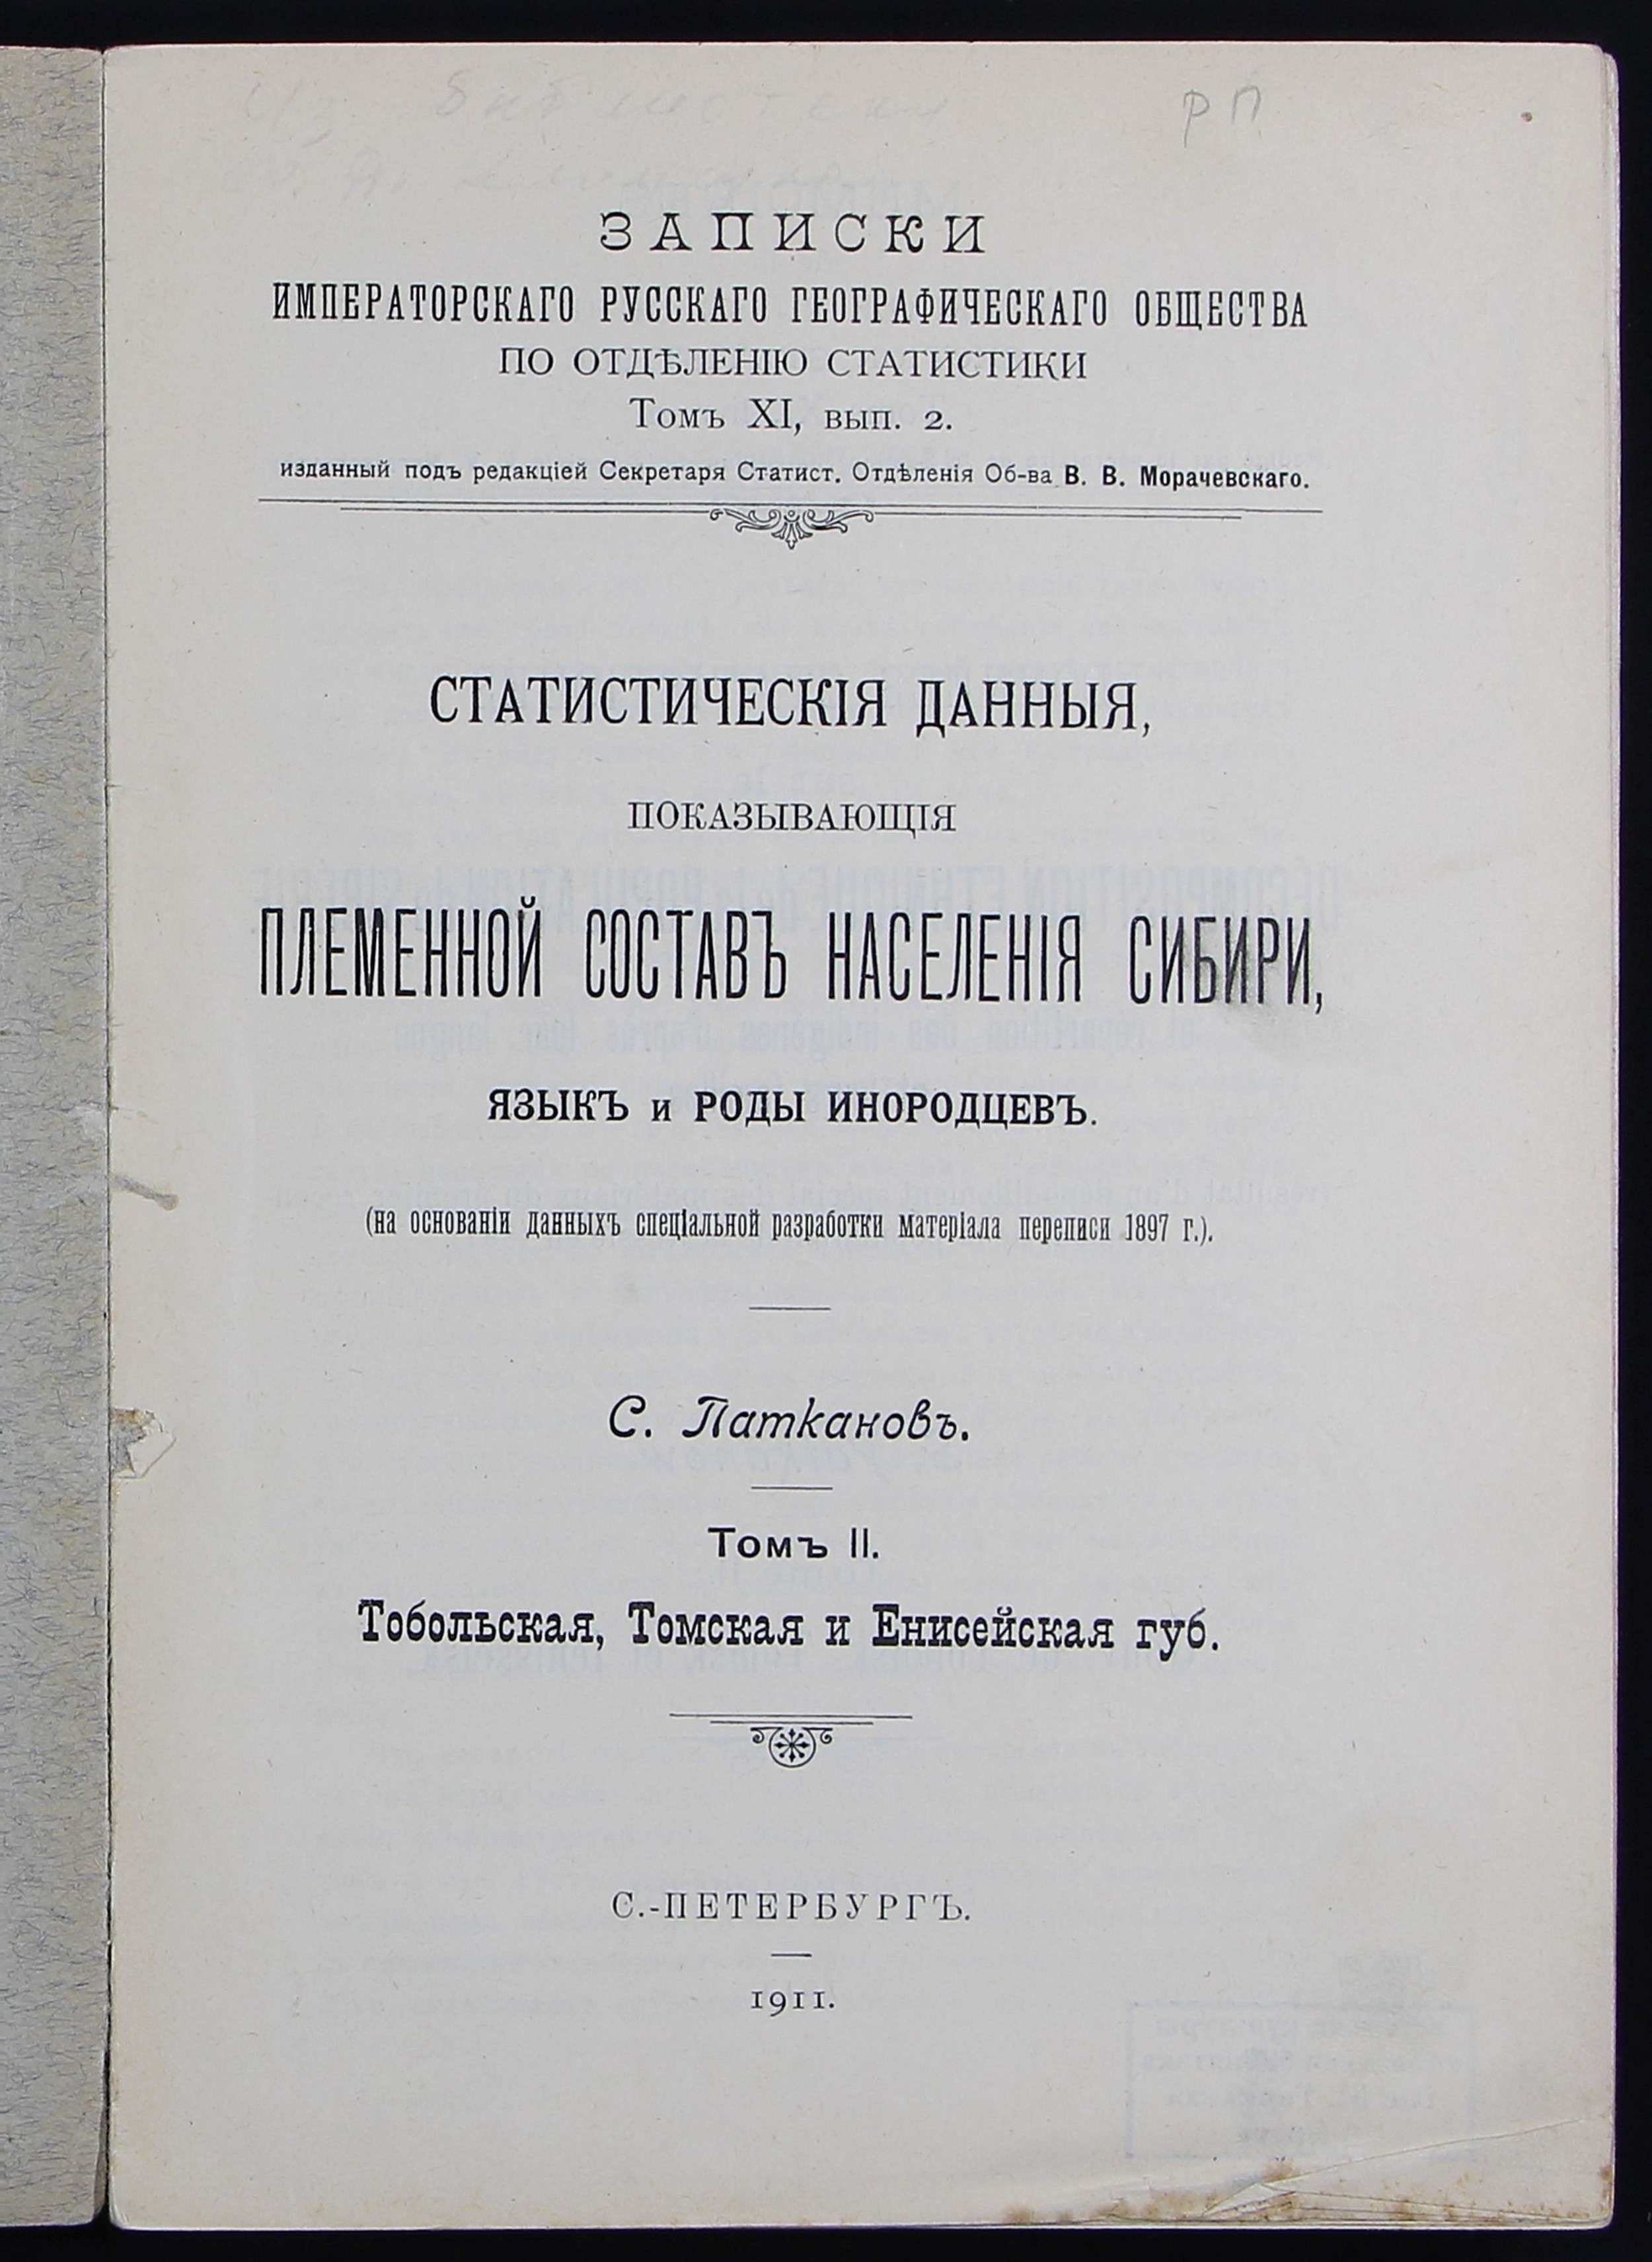 РП
ЗАПИСКИ
ИМПЕРАТОРСКАГО РУССКАГО ГЕОГРАФИЧЕСКАГО ОБЩЕСТВА
ПО ОТДѢЛЕНІЮ СТАТИСТИКИ
Томъ XI, вып. 2.
изданный подъ редакціей Секретаря Статист. Отдѣленія Об-ва В. В. Морачевскаго.
СТАТИСТИЧЕСКІЯ ДАННЫЯ,
ПОКАЗЫВАЮЩІЯ
ПЛЕМЕННОЙ СОСТАВЪ НАСЕЛЕНІЯ СИБИРИ,
ЯЗЫКЪ и РОДЫ ИНОРОДЦЕВЪ.
(на основаніи данныхъ спеціальной разработки матеріала переписи 1897 г.).
С. Паткановъ.
Томъ II.
Тобольская, Томская и Енисейская губ.
С.-ПЕТЕРБУРГЪ.
1911.